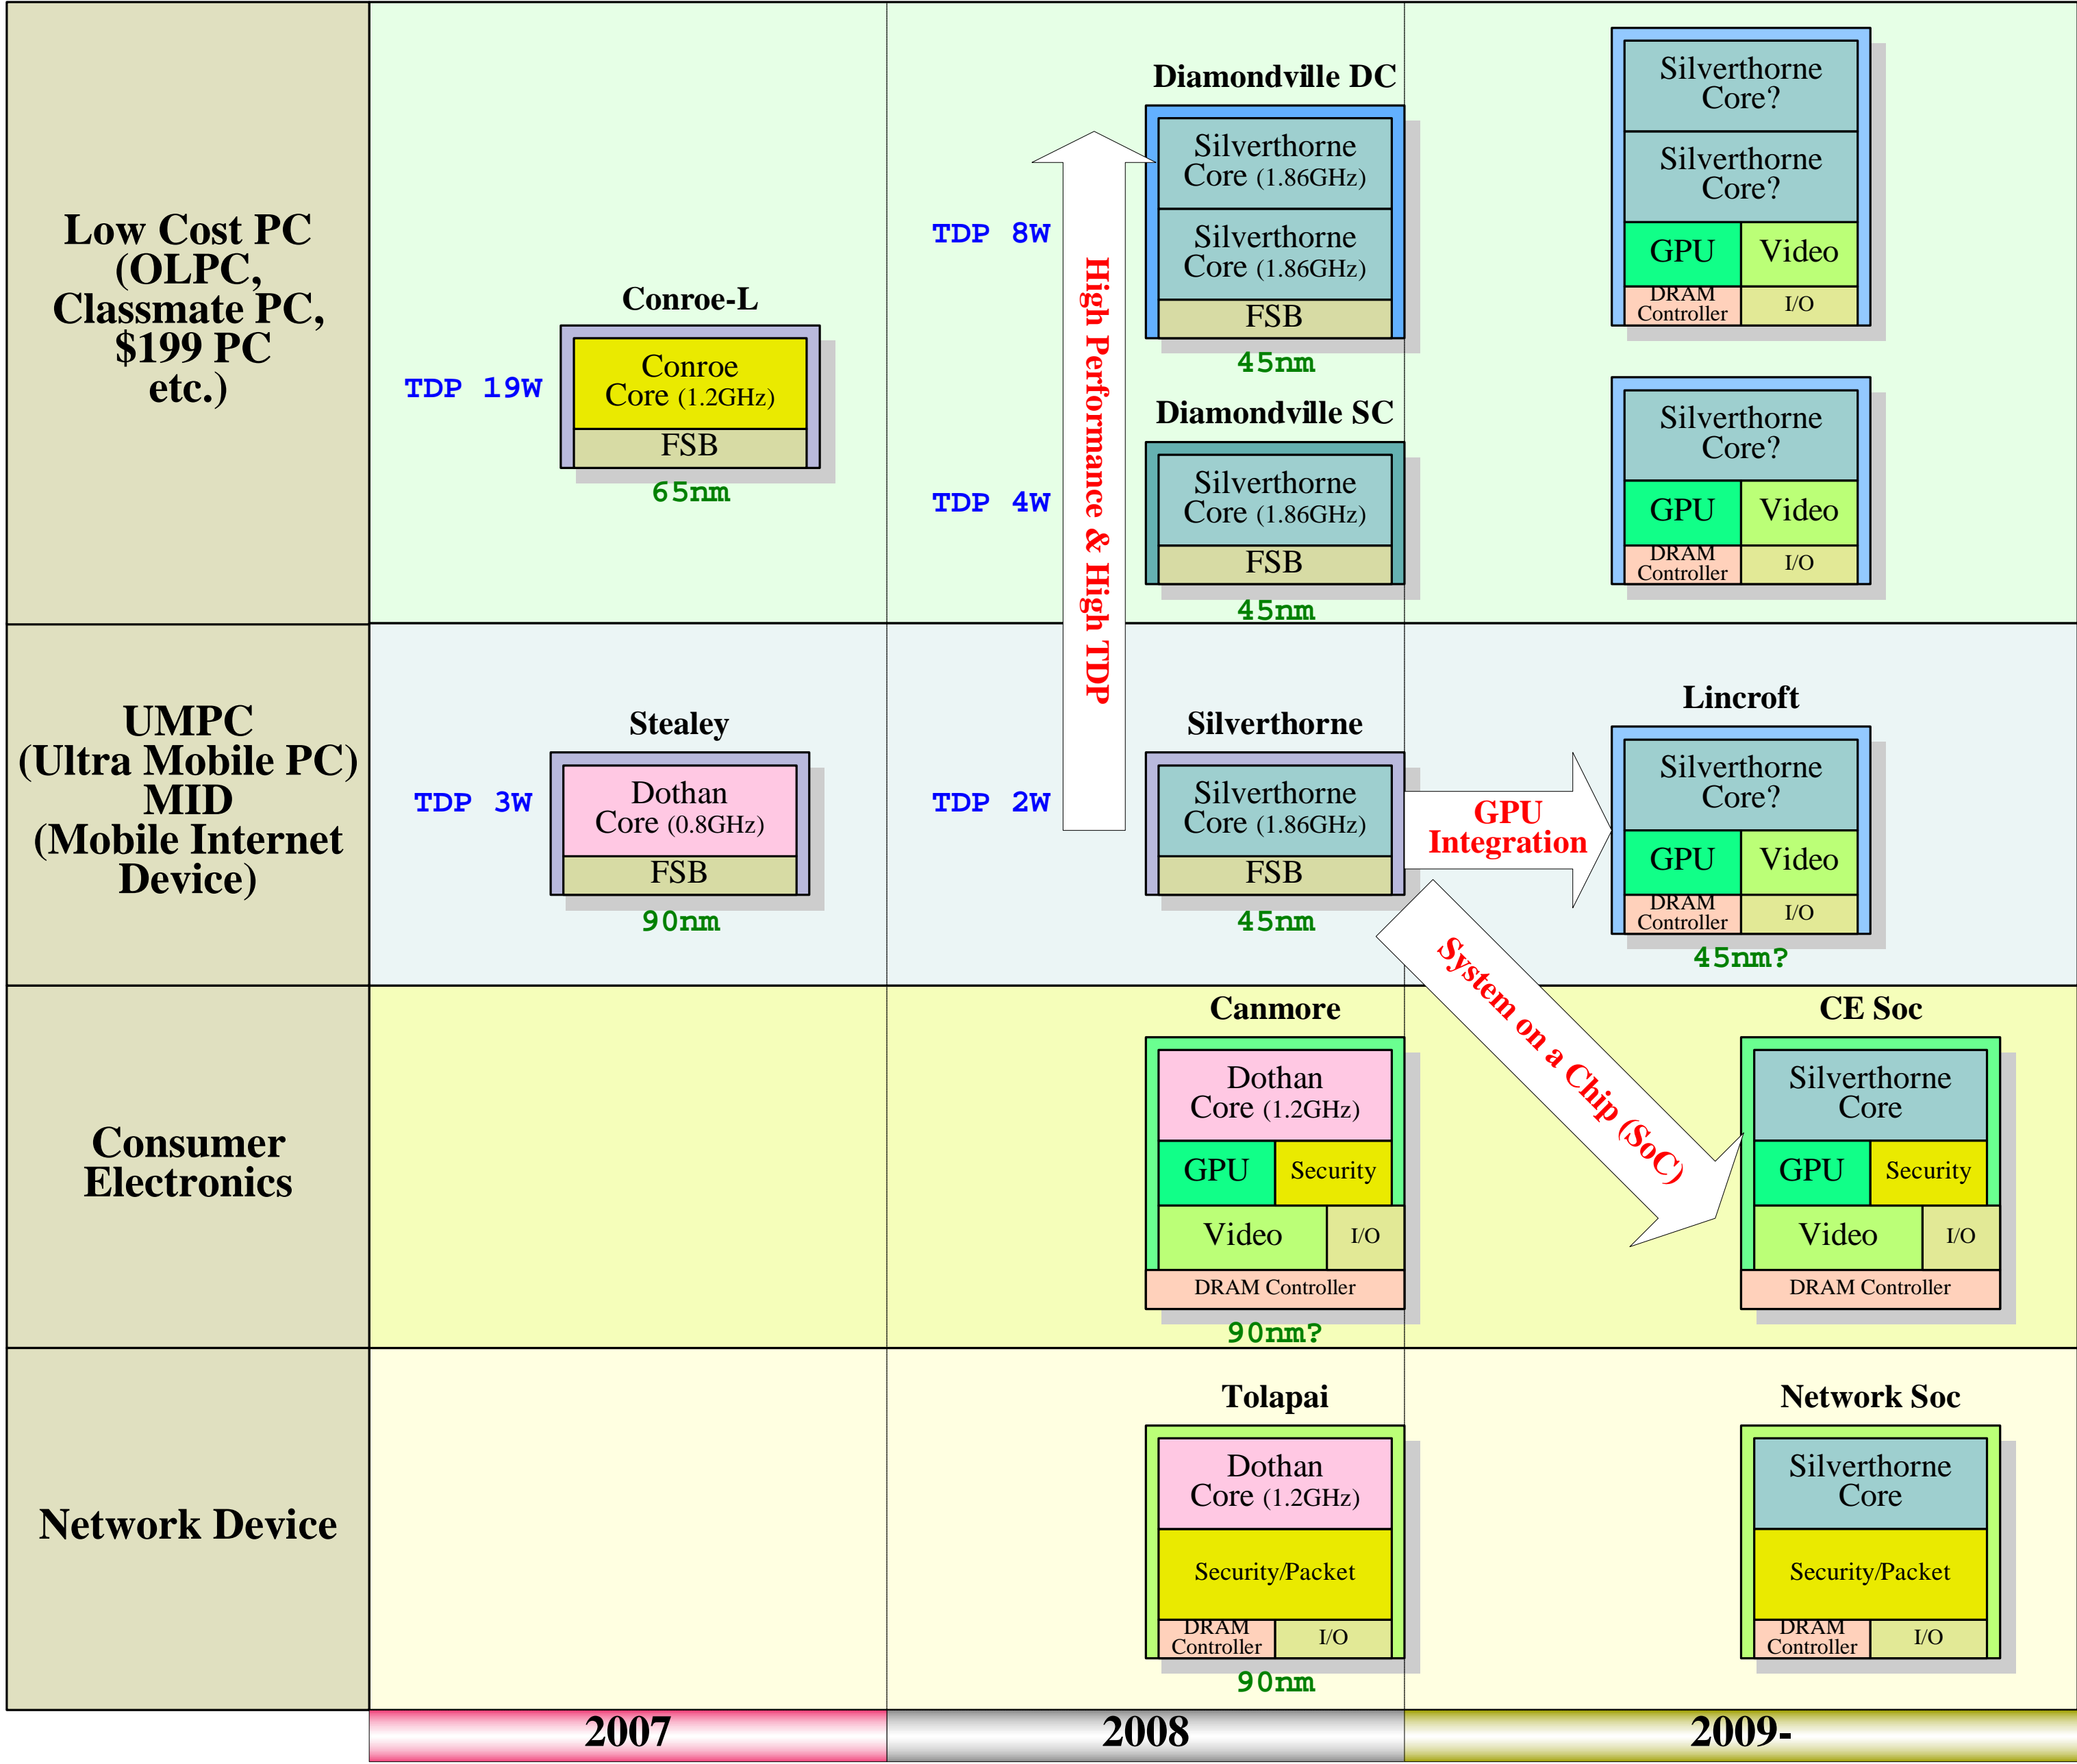 Low Cost PC
(OLPC,
Classmate PC,
$199 PC
etc.)
Conroe-L
TDP 19W
Conroe
Core (1.2GHz)
FSB
65nm
Diamondville DC
TDP 8W
Silverthorne
Core (1.86GHz)
Silverthorne
Core (1.86GHz)
FSB
45nm
Diamondville SC
TDP 4W
Silverthorne
Core (1.86GHz)
FSB
45nm
High Performance & High TDP
Silverthorne
Core?
Silverthorne
Core?
GPU
Video
DRAM
Controller
I/O
Silverthorne
Core?
GPU
Video
DRAM
Controller
I/O
UMPC
(Ultra Mobile PC)
MID
(Mobile Internet
Device)
Stealey
TDP 3W
Dothan
Core (0.8GHz)
FSB
90nm
Silverthorne
TDP 2W
Silverthorne
Core (1.86GHz)
FSB
45nm
GPU
Integration
Lincroft
Silverthorne
Core?
GPU
Video
DRAM
Controller
I/O
45nm?
System on a Chip (SoC)
Consumer
Electronics
Canmore
Dothan
Core (1.2GHz)
GPU
Security
Video
I/O
DRAM Controller
90nm?
CE Soc
Silverthorne
Core
GPU
Security
Video
I/O
DRAM Controller
Network Device
Tolapai
Dothan
Core (1.2GHz)
Security/Packet
DRAM
Controller
I/O
90nm
Network Soc
Silverthorne
Core
Security/Packet
DRAM
Controller
I/O
2007
2008
2009-